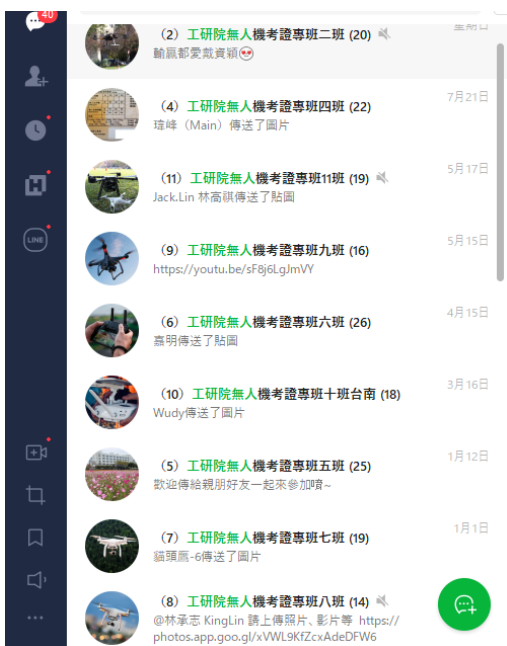 40
（2）工研院無人機考證專班二班 (20)
星期日
輸贏都愛戴資穎
（4）工研院無人機考證專班四班 (22)
7月21日
瑋峰（Main）傳送了圖片
（11）工研院無人機考證專班11班 (19)
5月17日
Jack.Lin 林高祺傳送了貼圖
（9）工研院無人機考證專班九班 (16)
5月15日
https://youtu.be/sF8j6LgJmVY
（6）工研院無人機考證專班六班 (26)
4月15日
嘉明傳送了貼圖
（10）工研院無人機考證專班十班台南 (18)
3月16日
Wudy傳送了圖片
（5）工研院無人機考證專班五班 (25)
1月12日
歡迎傳給親朋好友一起來參加唷~
（7）工研院無人機考證專班七班 (19)
1月1日
貓頭鷹-6傳送了圖片
（8）工研院無人機考證專班八班 (14)
@林承志 KingLin 請上傳照片、影片等 https://
photos.app.goo.gl/xVWL9KfZcxAdeDFW6
LINE